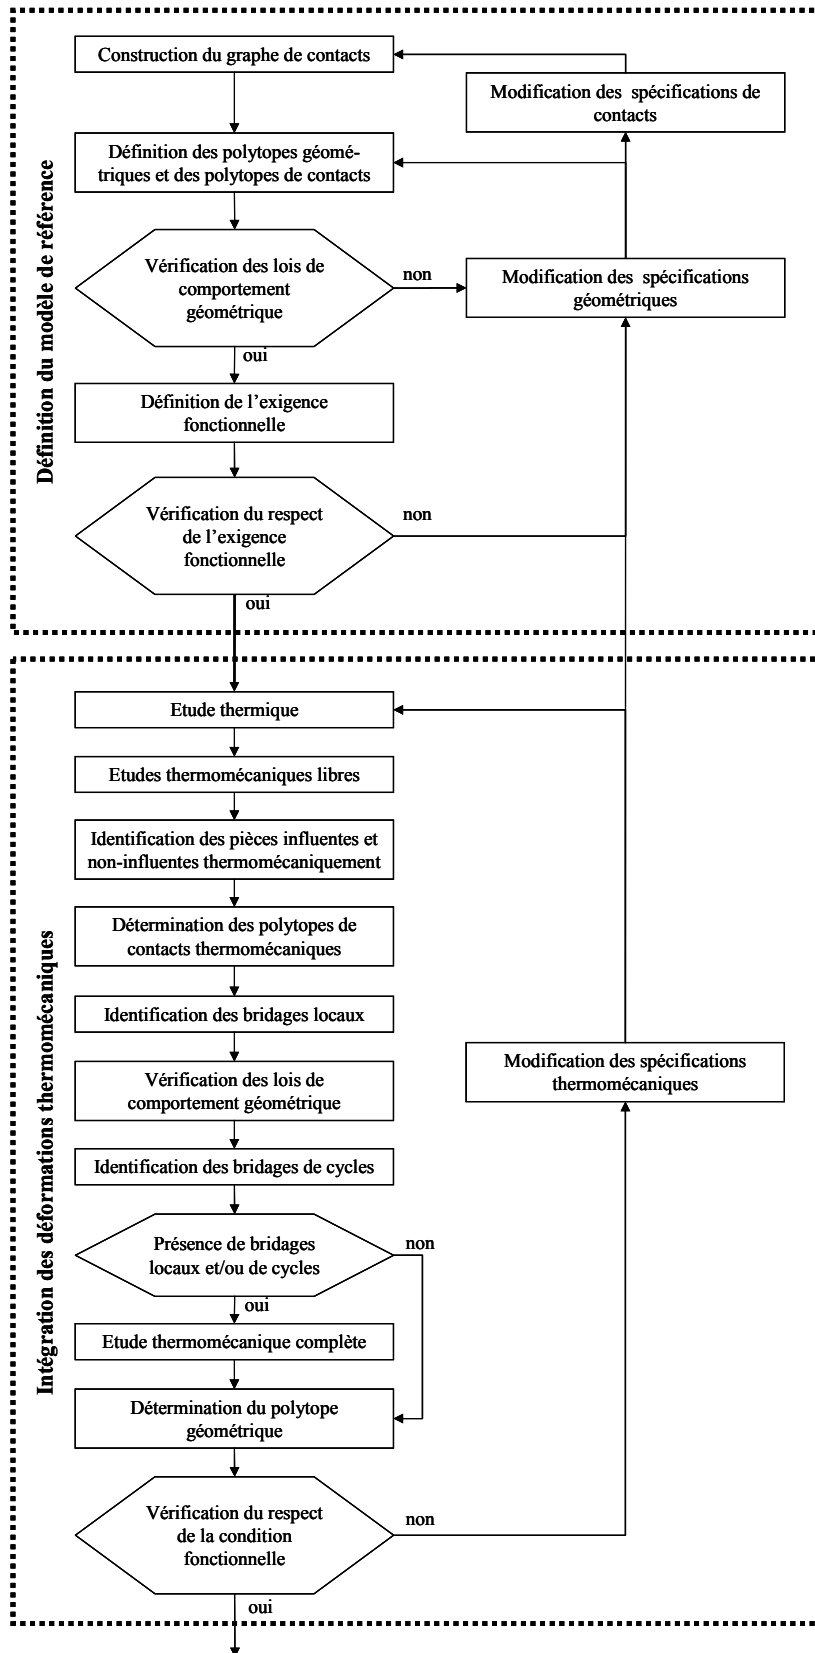 Construction du graphe de contacts
Modification des spécifications de
contacts
Définition des polytopes géomé-
triques et des polytopes de contacts
Vérification des lois de
comportement
géométrique
non
Modification des spécifications
géométriques
oui
Définition de l'exigence
fonctionnelle
Vérification du respect
de l'exigence
fonctionnelle
non
oui
Définition du modèle de référence
Etude thermique
Etudes thermomécaniques libres
Identification des pièces influentes et
non-influentes thermomécaniquement
Détermination des polytopes de
contacts thermomécaniques
Identification des bridages locaux
Modification des spécifications
thermomécaniques
Vérification des lois de
comportement géométrique
Identification des bridages de cycles
Présence de bridages
locaux et/ou de cycles
non
oui
Etude thermomécanique complète
Détermination du polytope
géométrique
Vérification du respect
de la condition
fonctionnelle
non
oui
Intégration des déformations thermomécaniques